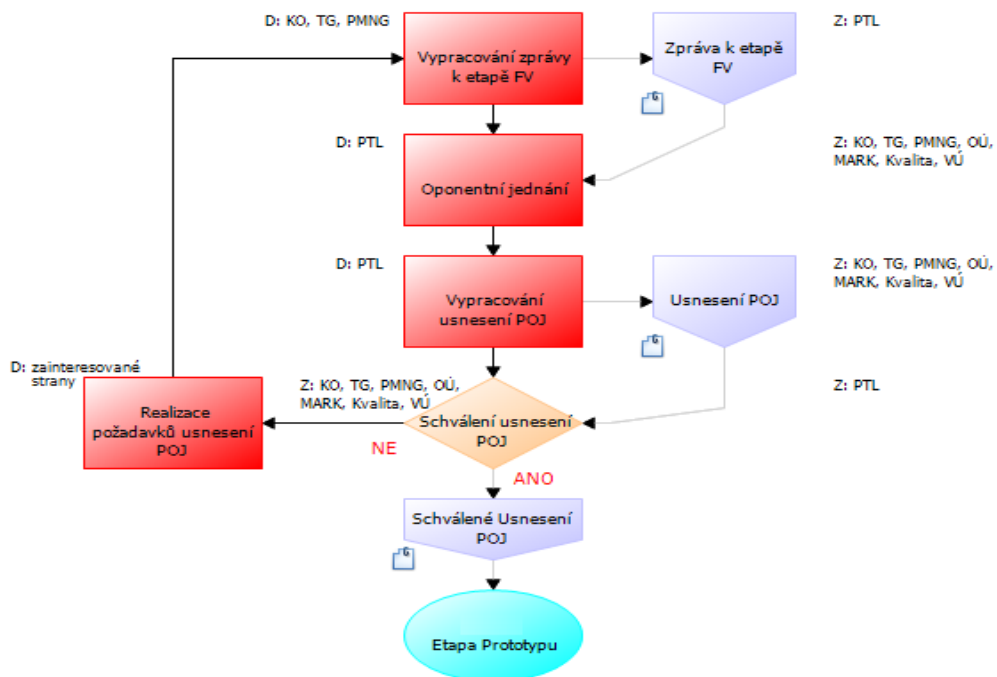 D: KO, TG, PMNG
Vypracování zprávy
k etapě FV
Zpráva k etapě
FV
Z: PTL
G
D: PTL
Oponentní jednání
Z: KO, TG, PMNG, OÚ,
MARK, Kvalita, VÚ
D: PTL
Vypracování
usnesení POJ
Usnesení POJ
Z: KO, TG, PMNG, OÚ,
MARK, Kvalita, VÚ
G
D: zainteresované
strany
Realizace
požadavků usnesení
POJ
Z: KO, TG, PMNG, OÚ,
MARK, Kvalita, VÚ
NE
Schválení usnesení
POJ
Z: PTL
ANO
Schválené Usnesení
POJ
G
Etapa Prototypu